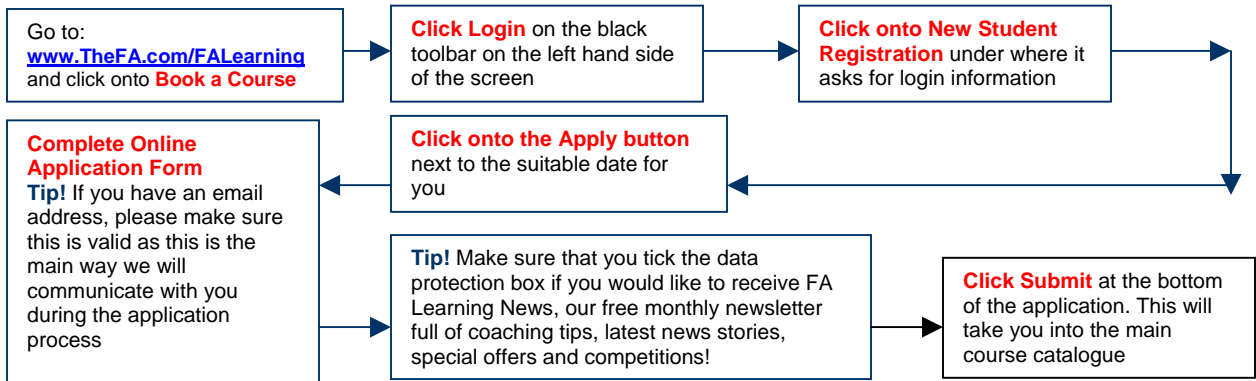 Go to:
www.TheFA.com/FALearning
and click onto Book a Course
Click Login on the black
toolbar on the left hand side
of the screen
Click onto New Student
Registration under where it
asks for login information
Click onto the Apply button
next to the suitable date for
you
Complete Online
Application Form
Tip! If you have an email
address, please make sure
this is valid as this is the
main way we will
communicate with you
during the application
process
Tip! Make sure that you tick the data
protection box if you would like to receive FA
Learning News, our free monthly newsletter
full of coaching tips, latest news stories,
special offers and competitions!
Click Submit at the bottom
of the application. This will
take you into the main
course catalogue